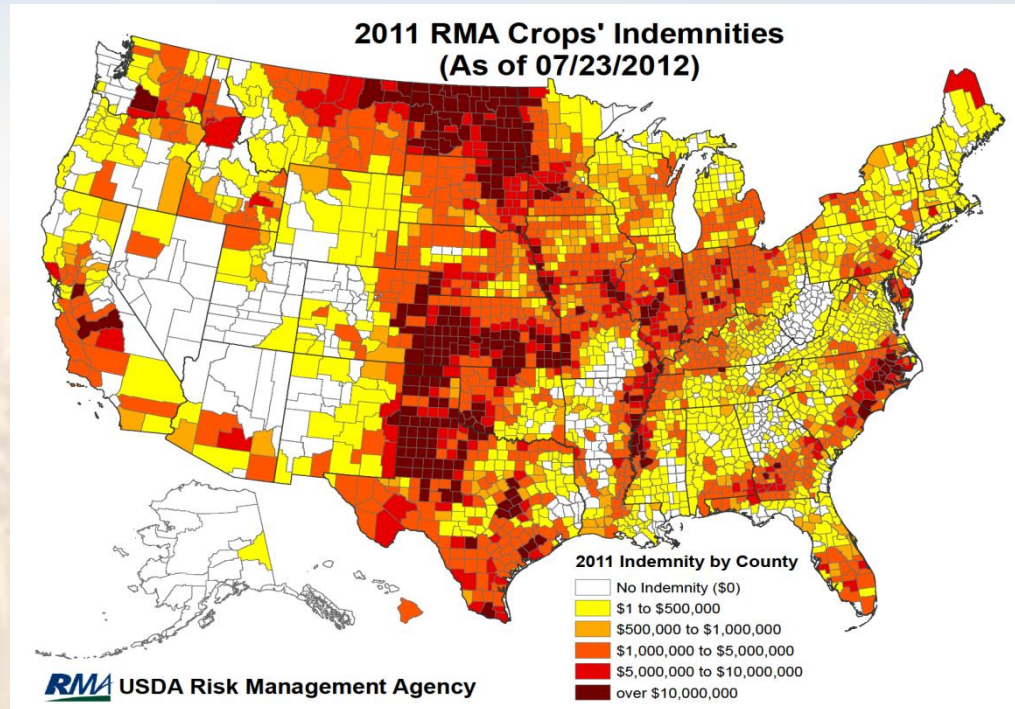 2011 RMA Crops' Indemnities
(As of 07/23/2012)
2011 Indemnity by County
No Indemnity ($0)
$1 to $500,000
$500,000 to $1,000,000
$1,000,000 to $5,000,000
$5,000,000 to $10,000,000
over $10,000,000
RMA USDA Risk Management Agency